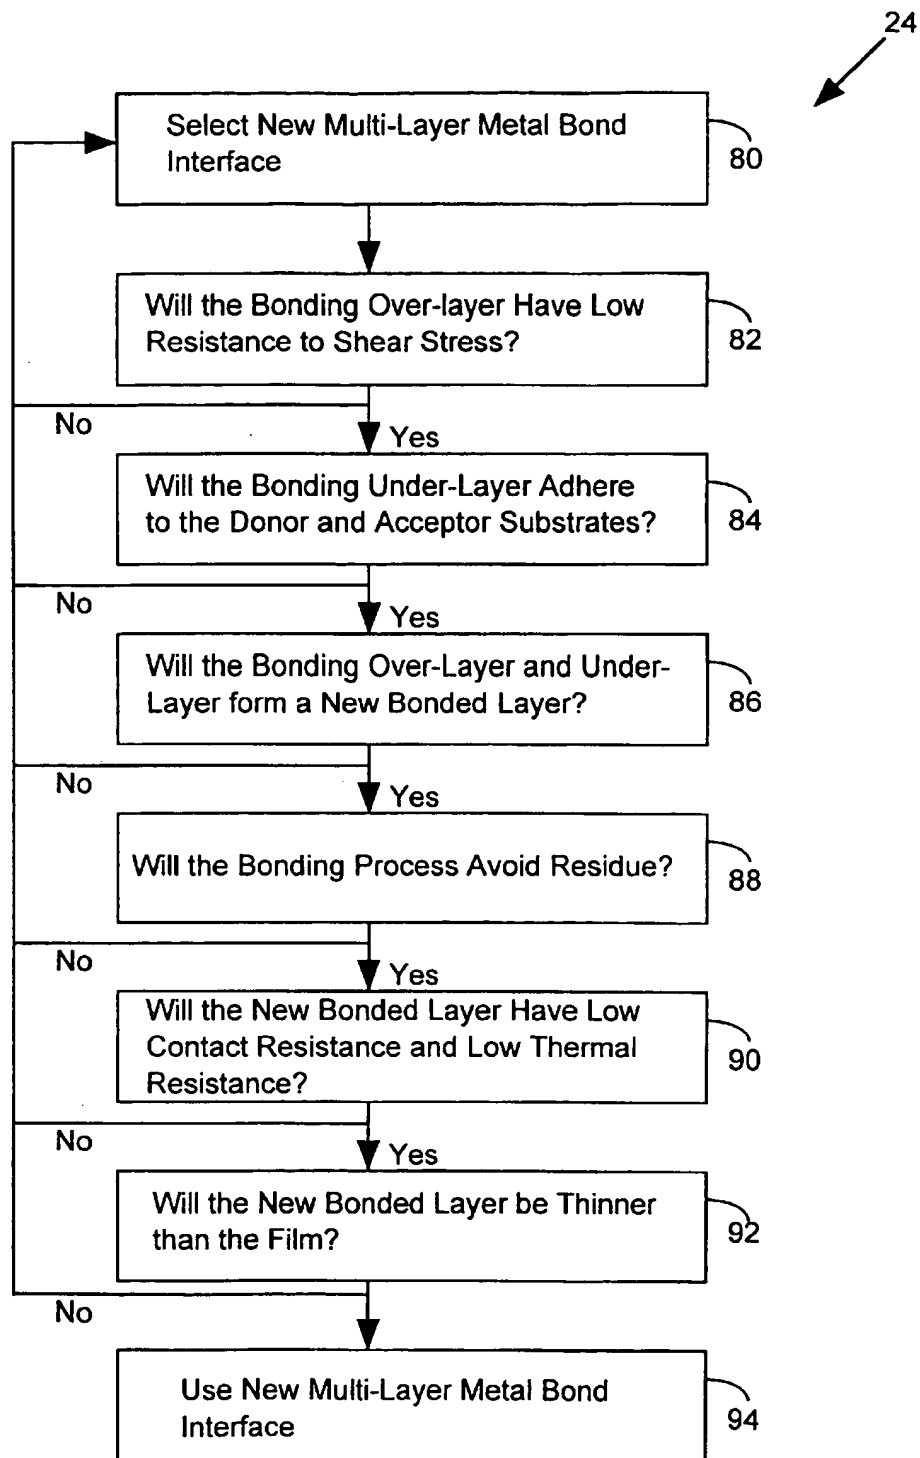 24
Select New Multi-Layer Metal Bond
Interface
80
Will the Bonding Over-layer Have Low
Resistance to Shear Stress?
82
No
Yes
Will the Bonding Under-Layer Adhere
to the Donor and Acceptor Substrates?
84
No
Yes
Will the Bonding Over-Layer and Under-
Layer form a New Bonded Layer?
86
No
Yes
Will the Bonding Process Avoid Residue?
88
No
Yes
Will the New Bonded Layer Have Low
Contact Resistance and Low Thermal
Resistance?
90
No
Yes
Will the New Bonded Layer be Thinner
than the Film?
92
No
Use New Multi-Layer Metal Bond
Interface
94